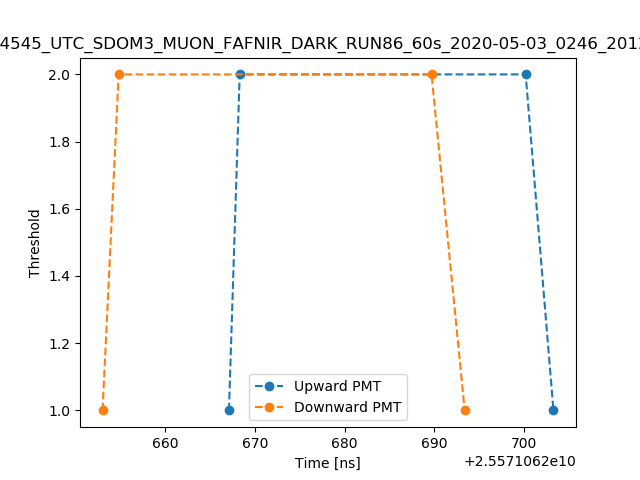 4545_UTC_SDOM3_MUON_FAFNIR_DARK_RUN86_60s_2020-05-03_0246_201
2.0
1.8
1.6
1.4
1.2
1.0
Threshold
Upward PMT
Downward PMT
660
670
680
690
700
Time [ns]
+2.5571062e10